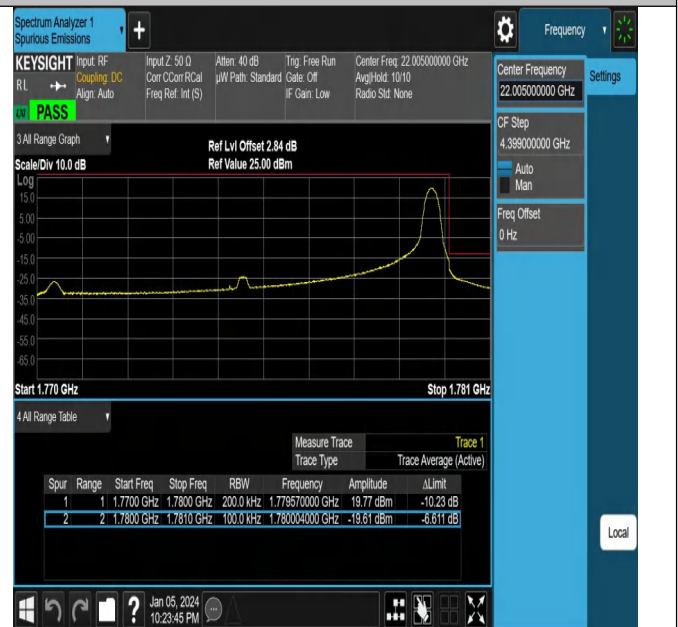 Spectrum Analyzer 1
Spurious Emissions
+
Frequency
KEYSIGHT Input: RF Input Z: 50 Ω Atten: 40 dB Trig: Free Run Center Freq: 22.005000000 GHz
RL Coupling: DC Corr CCorr RCal µW Path: Standard Gate: Off Avg|Hold: 10/10
Align: Auto Freq Ref: Int (S) IF Gain: Low Radio Std: None
PASS
Center Frequency
22.005000000 GHz
Settings
CF Step
4.399000000 GHz
Auto
Man
Freq Offset
0 Hz
3 All Range Graph
Ref Lvl Offset 2.84 dB
Scale/Div 10.0 dB Ref Value 25.00 dBm
Log
15.0
5.00
-5.00
-15.0
-25.0
-35.0
-45.0
-55.0
-65.0
Start 1.770 GHz Stop 1.781 GHz
4 All Range Table
Measure Trace Trace 1
Trace Type Trace Average (Active)
Spur Range Start Freq Stop Freq RBW Frequency Amplitude ΔLimit
1 1 1.7700 GHz 1.7800 GHz 200.0 kHz 1.779570000 GHz 19.77 dBm -10.23 dB
2 2 1.7800 GHz 1.7810 GHz 100.0 kHz 1.780004000 GHz -19.61 dBm -6.611 dB
Local
? Jan 05, 2024
10:23:45 PM